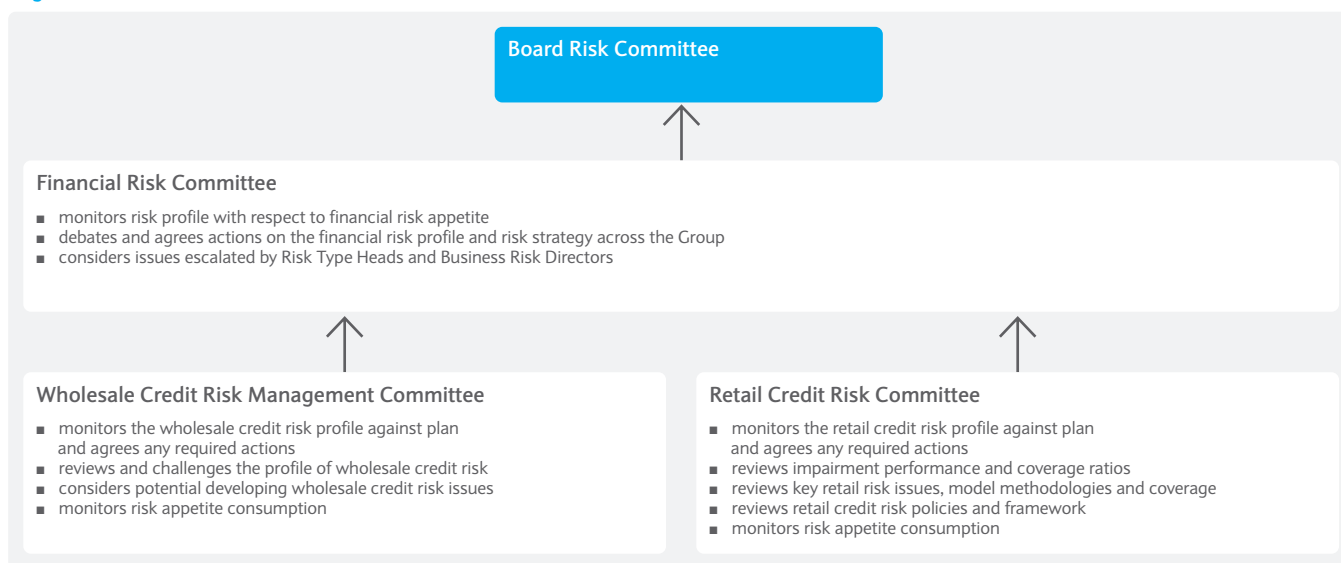 Board Risk Committee
Financial Risk Committee
■ monitors risk profile with respect to financial risk appetite
■ debates and agrees actions on the financial risk profile and risk strategy across the Group
■ considers issues escalated by Risk Type Heads and Business Risk Directors
Wholesale Credit Risk Management Committee
■ monitors the wholesale credit risk profile against plan
and agrees any required actions
■ reviews and challenges the profile of wholesale credit risk
■ considers potential developing wholesale credit risk issues
■ monitors risk appetite consumption
Retail Credit Risk Committee
■ monitors the retail credit risk profile against plan
and agrees any required actions
■ reviews impairment performance and coverage ratios
■ reviews key retail risk issues, model methodologies and coverage
■ reviews retail credit risk policies and framework
■ monitors risk appetite consumption